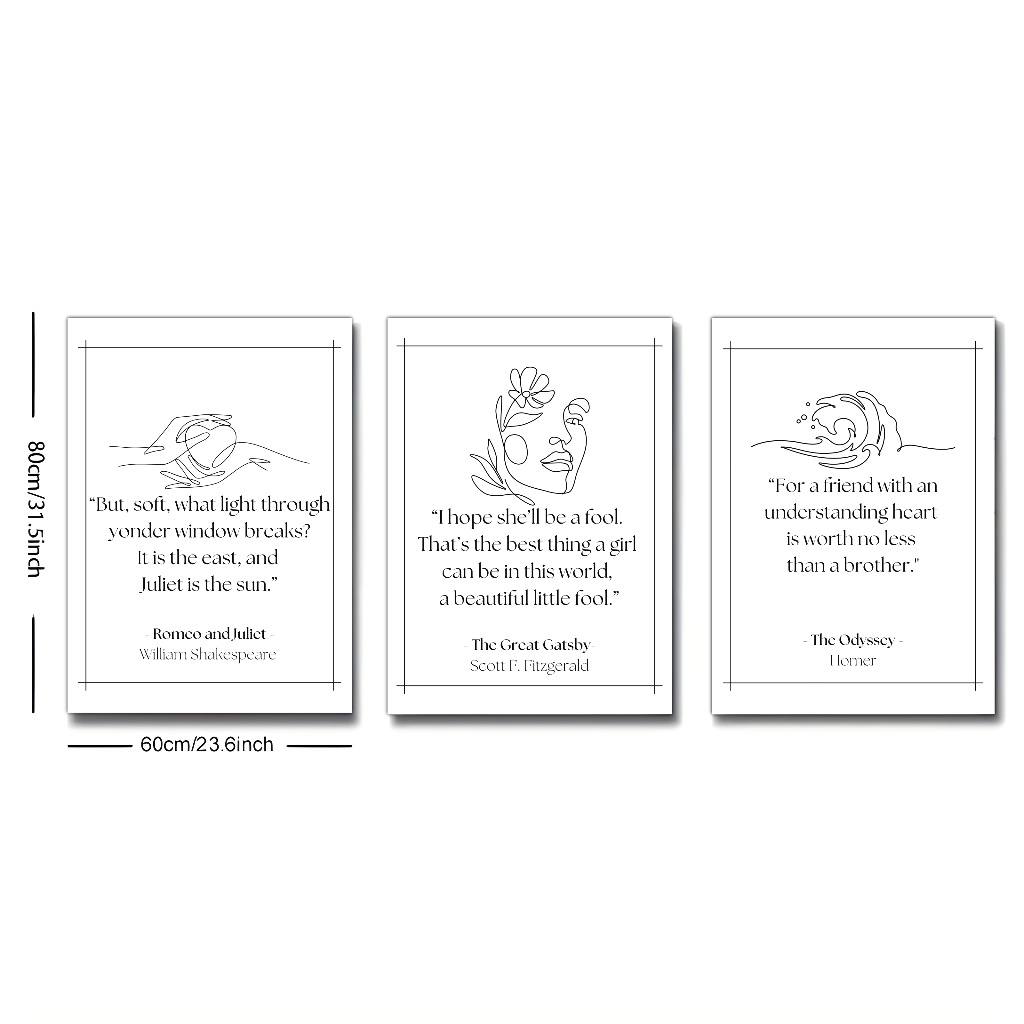 80cm/31.5inch
“But, soft, what light through
yonder window breaks?
It is the east, and
Juliet is the sun.”
- Romeo and Juliet -
William Shakespeare
60cm/23.6inch
“I hope she'll be a fool.
That's the best thing a girl
can be in this world,
a beautiful little fool.”
- The Great Gatsby-
Scott F. Fitzgerald
“For a friend with an
understanding heart
is worth no less
than a brother."
- The Odyssey -
Homer